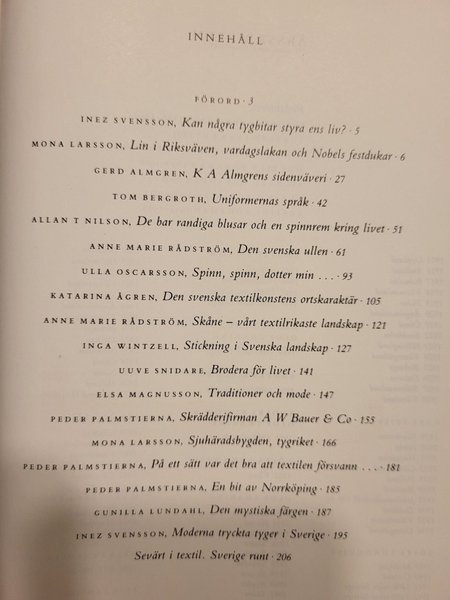 INNEHÅLL
FÖRORD · 3
INEZ SVENSSON, Kan några tygbitar styra ens liv? · 5
MONA LARSSON, Lin i Riksväven, vardagslakan och Nobels festdukar · 6
GERD ALMGREN, K A Almgrens sidenväveri · 27
TOM BERGROTH, Uniformernas språk · 42
ALLAN T NILSON, De bar randiga blusar och en spinnrem kring livet · 51
ANNE MARIE RÅDSTRÖM, Den svenska ullen · 61
ULLA OSCARSSON, Spinn, spinn, dotter min . . . · 93
KATARINA ÅGREN, Den svenska textilkonstens ortskaraktär · 105
ANNE MARIE RÅDSTRÖM, Skåne – vårt textilrikaste landskap · 121
INGA WINTZELL, Stickning i Svenska landskap · 127
UUVE SNIDARE, Brodera för livet · 141
ELSA MAGNUSSON, Traditioner och mode · 147
PEDER PALMSTIERNA, Skrädderifirman A W Bauer & Co · 155
MONA LARSSON, Sjuhäradsbygden, tygriket · 166
PEDER PALMSTIERNA, På ett sätt var det bra att textilen försvann . . . · 181
PEDER PALMSTIERNA, En bit av Norrköping · 185
GUNILLA LUNDAHL, Den mystiska färgen · 187
INEZ SVENSSON, Moderna tryckta tyger i Sverige · 195
Sevärt i textil. Sverige runt · 206